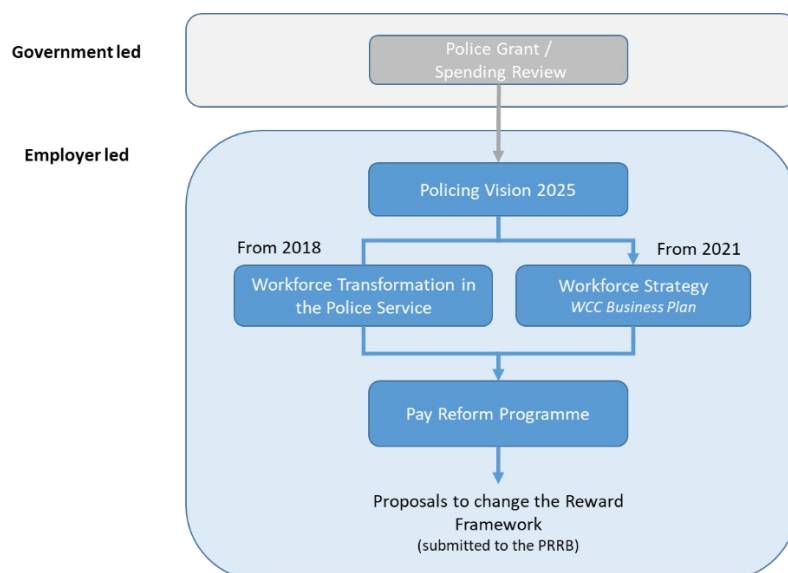 Government led
Police Grant /
Spending Review
Employer led
Policing Vision 2025
From 2018
From 2021
Workforce Transformation in
the Police Service
Workforce Strategy
WCC Business Plan
Pay Reform Programme
Proposals to change the Reward
Framework
(submitted to the PRRB)